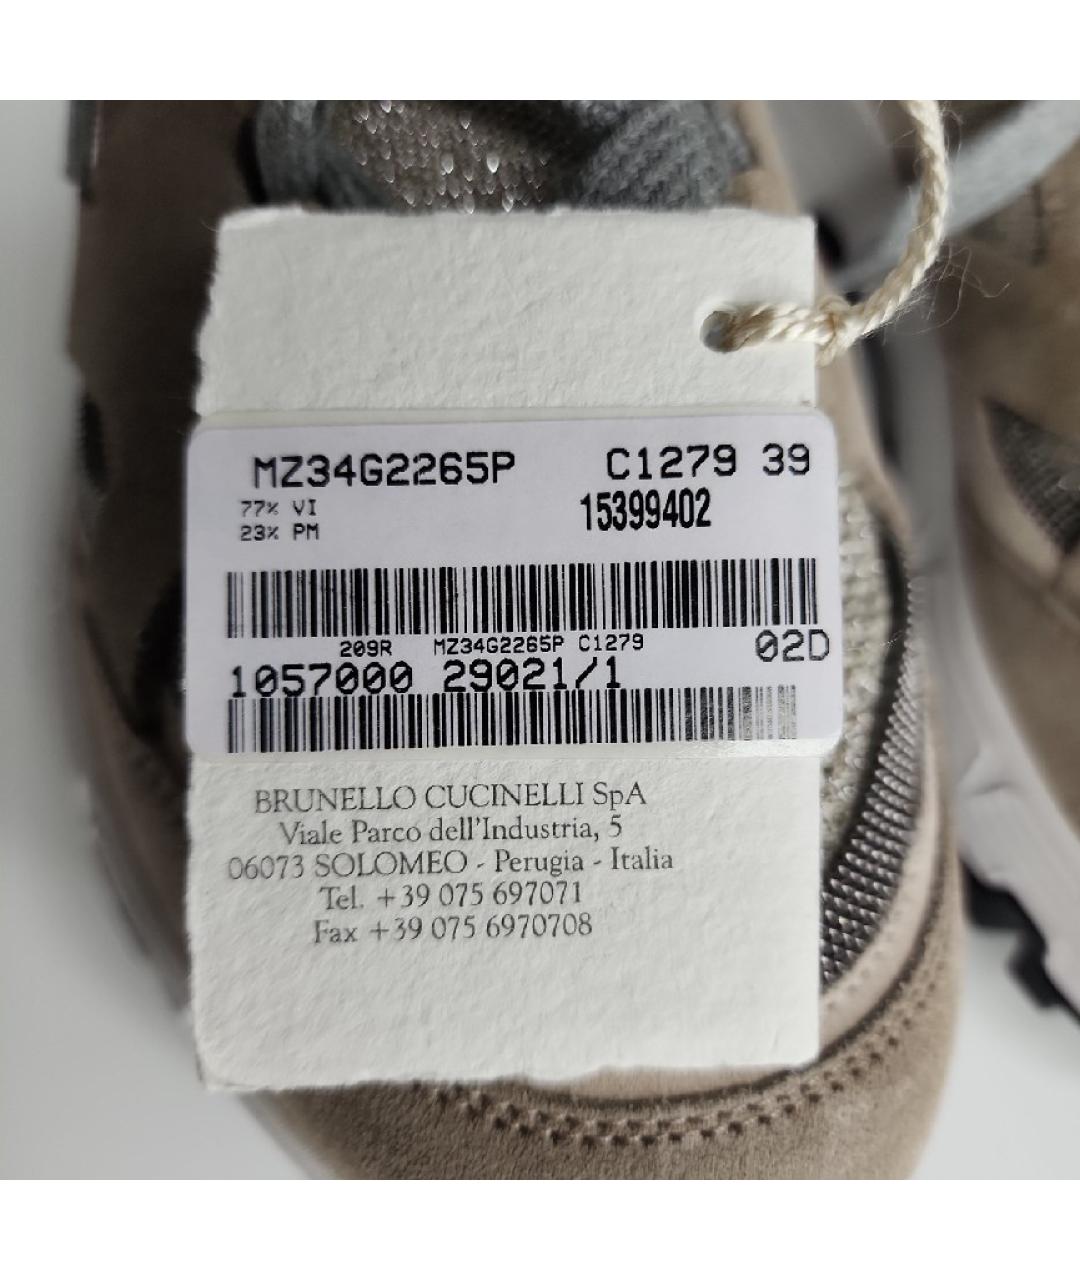 MZ34G2265P C1279 39
77% VI 15399402
23% PM
209R MZ34G2265P C1279 02D
1057000 29021/1
BRUNELLO CUCINELLI SpA
Viale Parco dell'Industria, 5
06073 SOLOMEO - Perugia - Italia
Tel. +39 075 697071
Fax +39 075 6970708